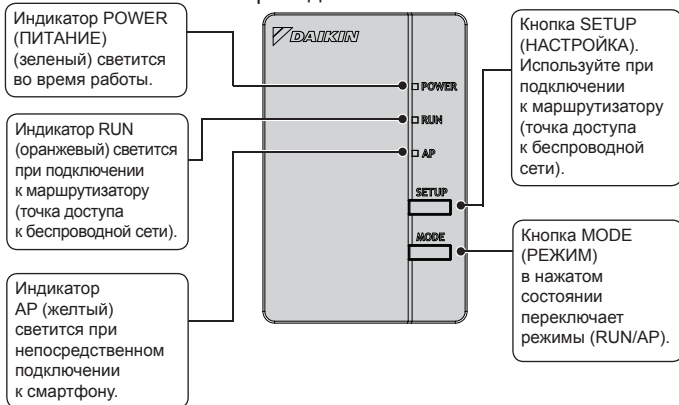 Индикатор POWER
(ПИТАНИЕ)
(зеленый) светится
во время работы.
Индикатор RUN
(оранжевый) светится
при подключении
к маршрутизатору
(точка доступа
к беспроводной сети).
Индикатор
AP (желтый)
светится при
непосредственном
подключении
к смартфону.
DAIKIN
POWER
RUN
AP
SETUP
MODE
Кнопка SETUP
(НАСТРОЙКА).
Используйте при
подключении
к маршрутизатору
(точка доступа
к беспроводной
сети).
Кнопка MODE
(РЕЖИМ)
в нажатом
состоянии
переключает
режимы (RUN/AP).